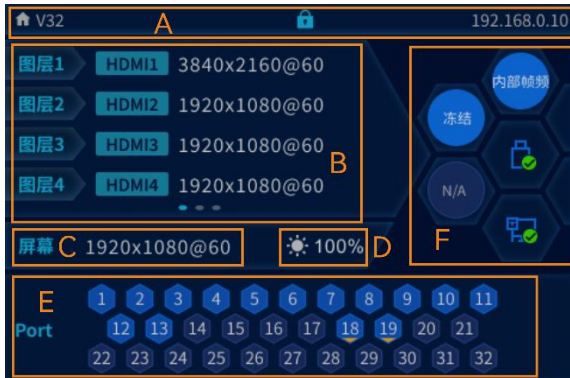 V32 A 192.168.0.10
图层1 HDMI1 3840x2160@60
图层2 HDMI2 1920x1080@60
图层3 HDMI3 1920x1080@60
图层4 HDMI4 1920x1080@60
B
内部帧频
冻结
N/A
F
屏幕 C 1920x1080@60 100% D
E
Port
1 2 3 4 5 6 7 8 9 10 11
12 13 14 15 16 17 18 19 20 21
22 23 24 25 26 27 28 29 30 31 32